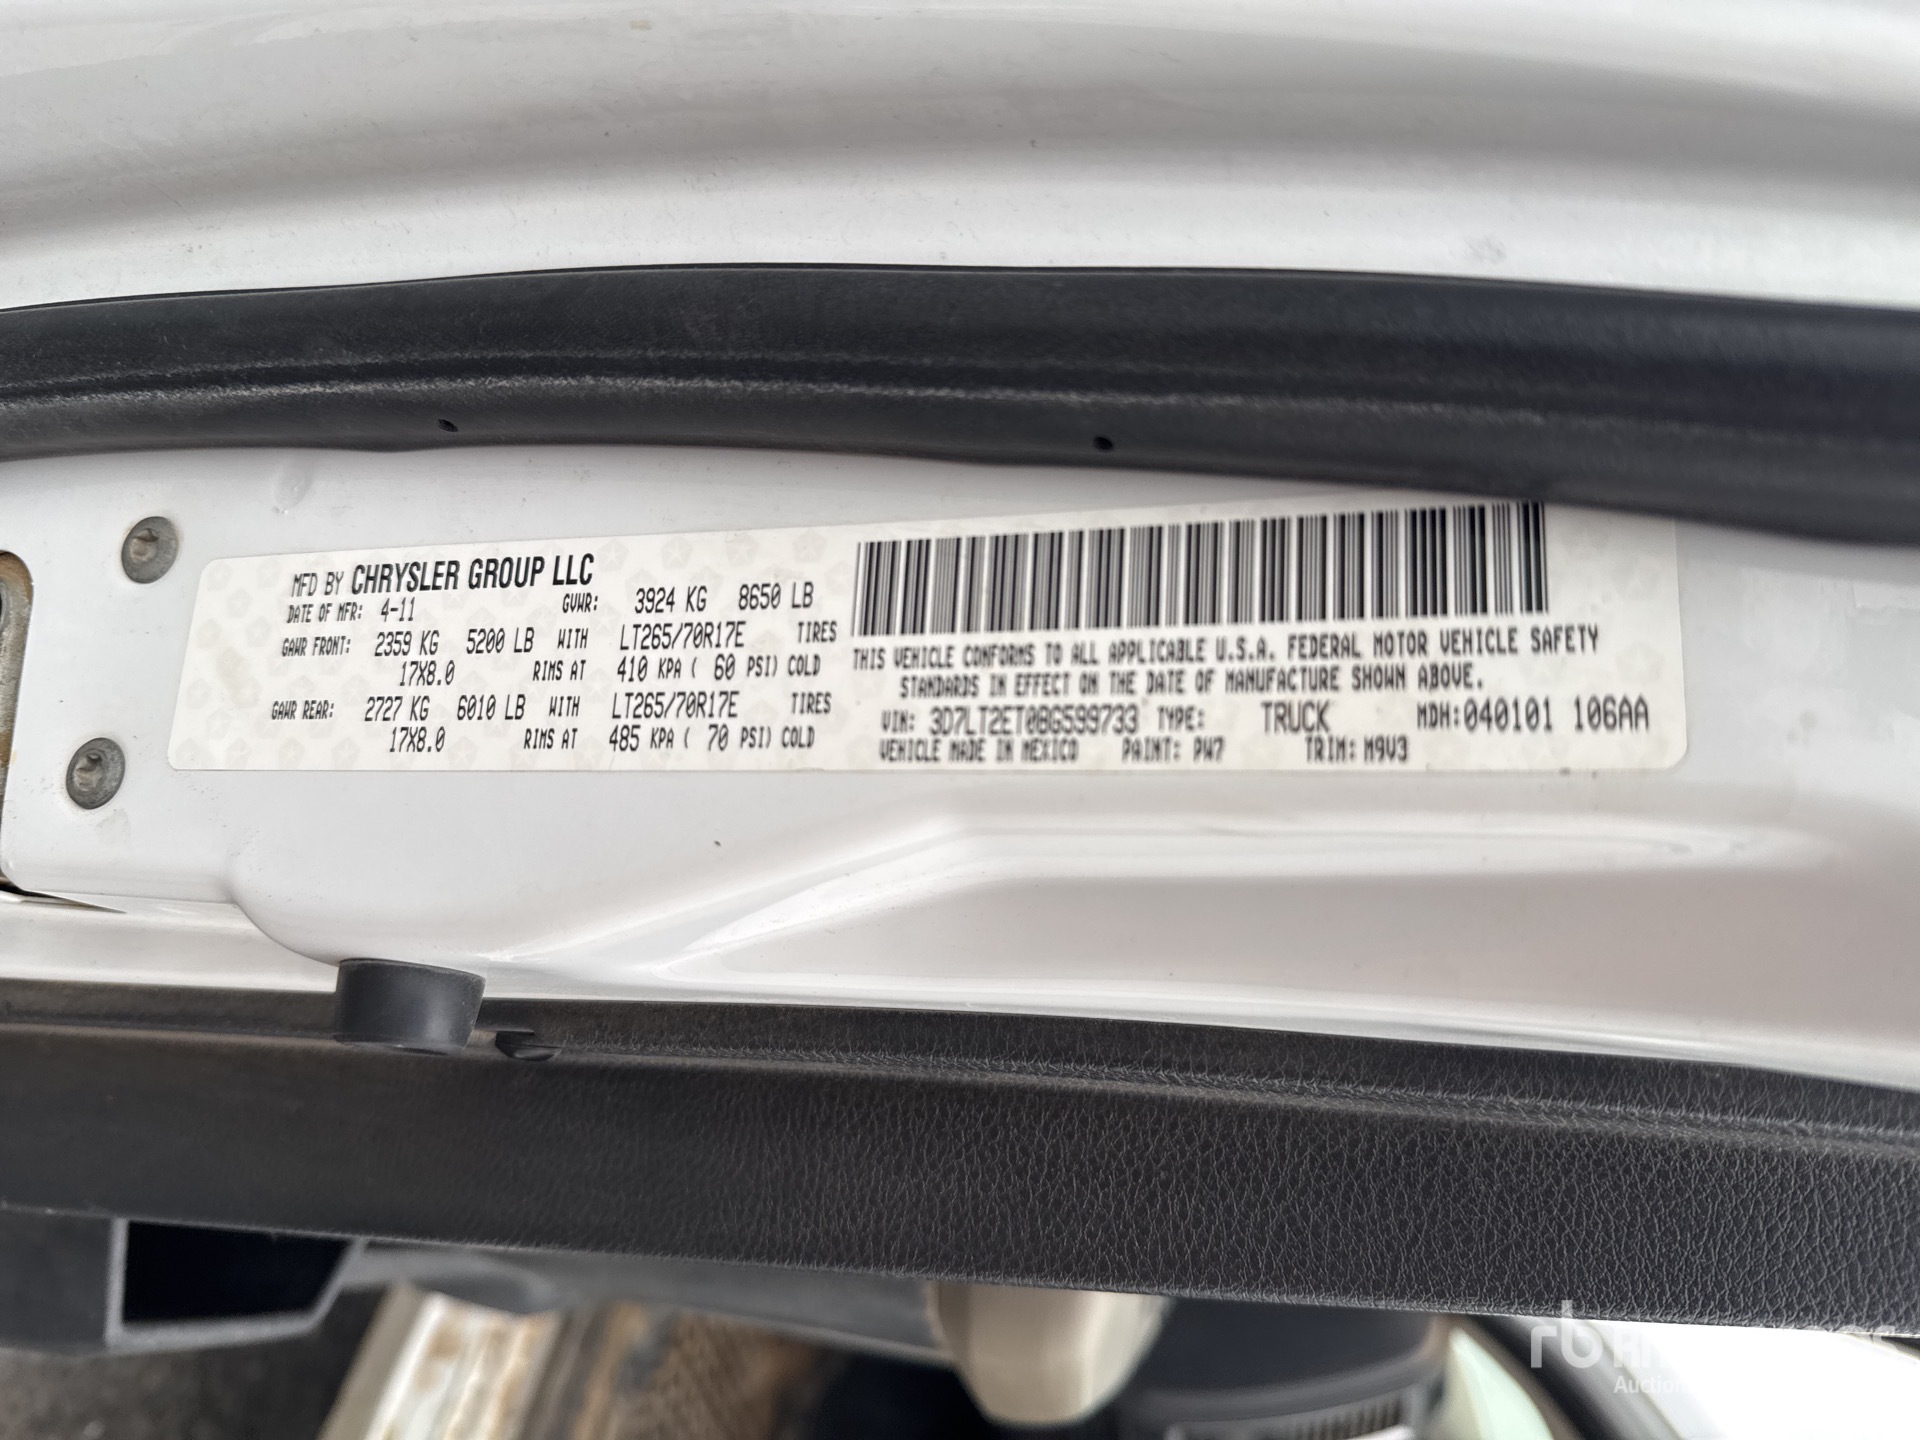 MFD BY CHRYSLER GROUP LLC
DATE OF MFR: 4-11 GVWR: 3924 KG 8650 LB
GAWR FRONT: 2359 KG 5200 LB WITH LT265/70R17E TIRES
17X8.0 RIMS AT 410 KPA ( 60 PSI) COLD
GAWR REAR: 2727 KG 6010 LB WITH LT265/70R17E TIRES
17X8.0 RIMS AT 485 KPA ( 70 PSI) COLD
THIS VEHICLE CONFORMS TO ALL APPLICABLE U.S.A. FEDERAL MOTOR VEHICLE SAFETY
STANDARDS IN EFFECT ON THE DATE OF MANUFACTURE SHOWN ABOVE.
VIN: 3D7LT2ET0BG599733 TYPE: TRUCK MDH:040101 106AA
VEHICLE MADE IN MEXICO PAINT: PW7 TRIM: M9V3
rb